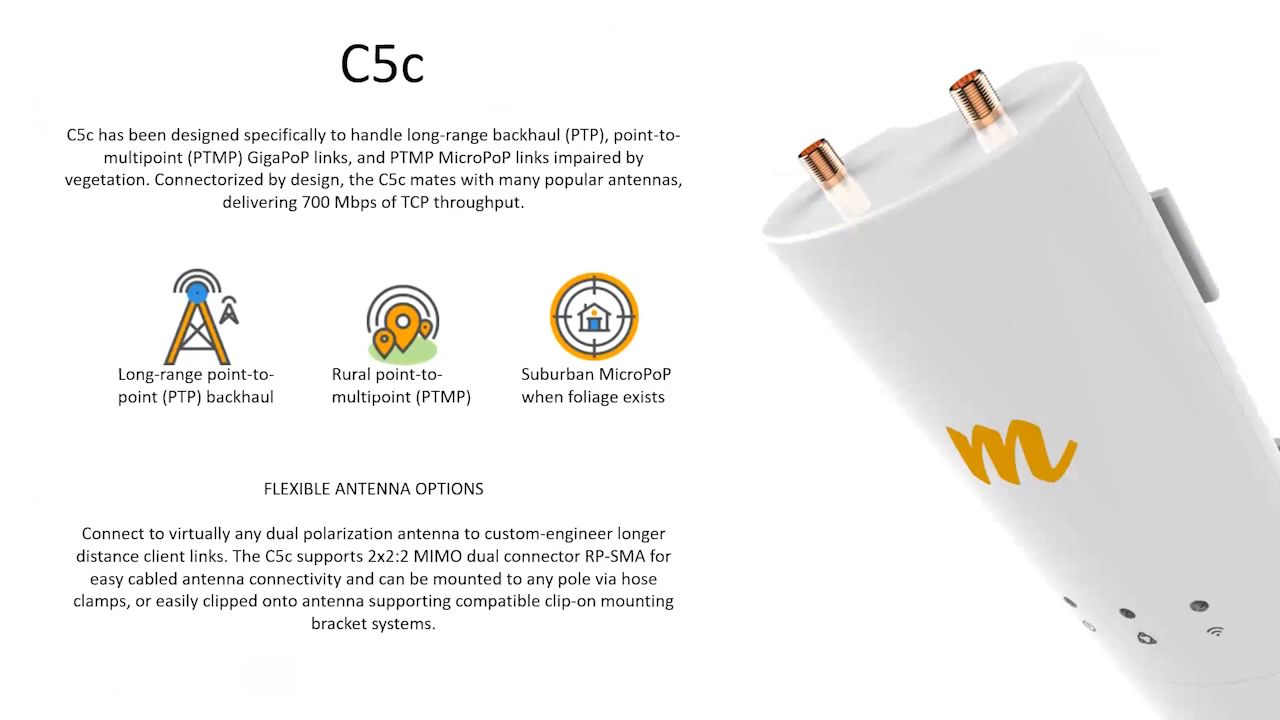 C5c
C5c has been designed specifically to handle long-range backhaul (PTP), point-to-
multipoint (PTMP) GigaPoP links, and PTMP MicroPoP links impaired by
vegetation. Connectorized by design, the C5c mates with many popular antennas,
delivering 700 Mbps of TCP throughput.
Long-range point-to-
point (PTP) backhaul
Rural point-to-
multipoint (PTMP)
Suburban MicroPoP
when foliage exists
FLEXIBLE ANTENNA OPTIONS
Connect to virtually any dual polarization antenna to custom-engineer longer
distance client links. The C5c supports 2x2:2 MIMO dual connector RP-SMA for
easy cabled antenna connectivity and can be mounted to any pole via hose
clamps, or easily clipped onto antenna supporting compatible clip-on mounting
bracket systems.